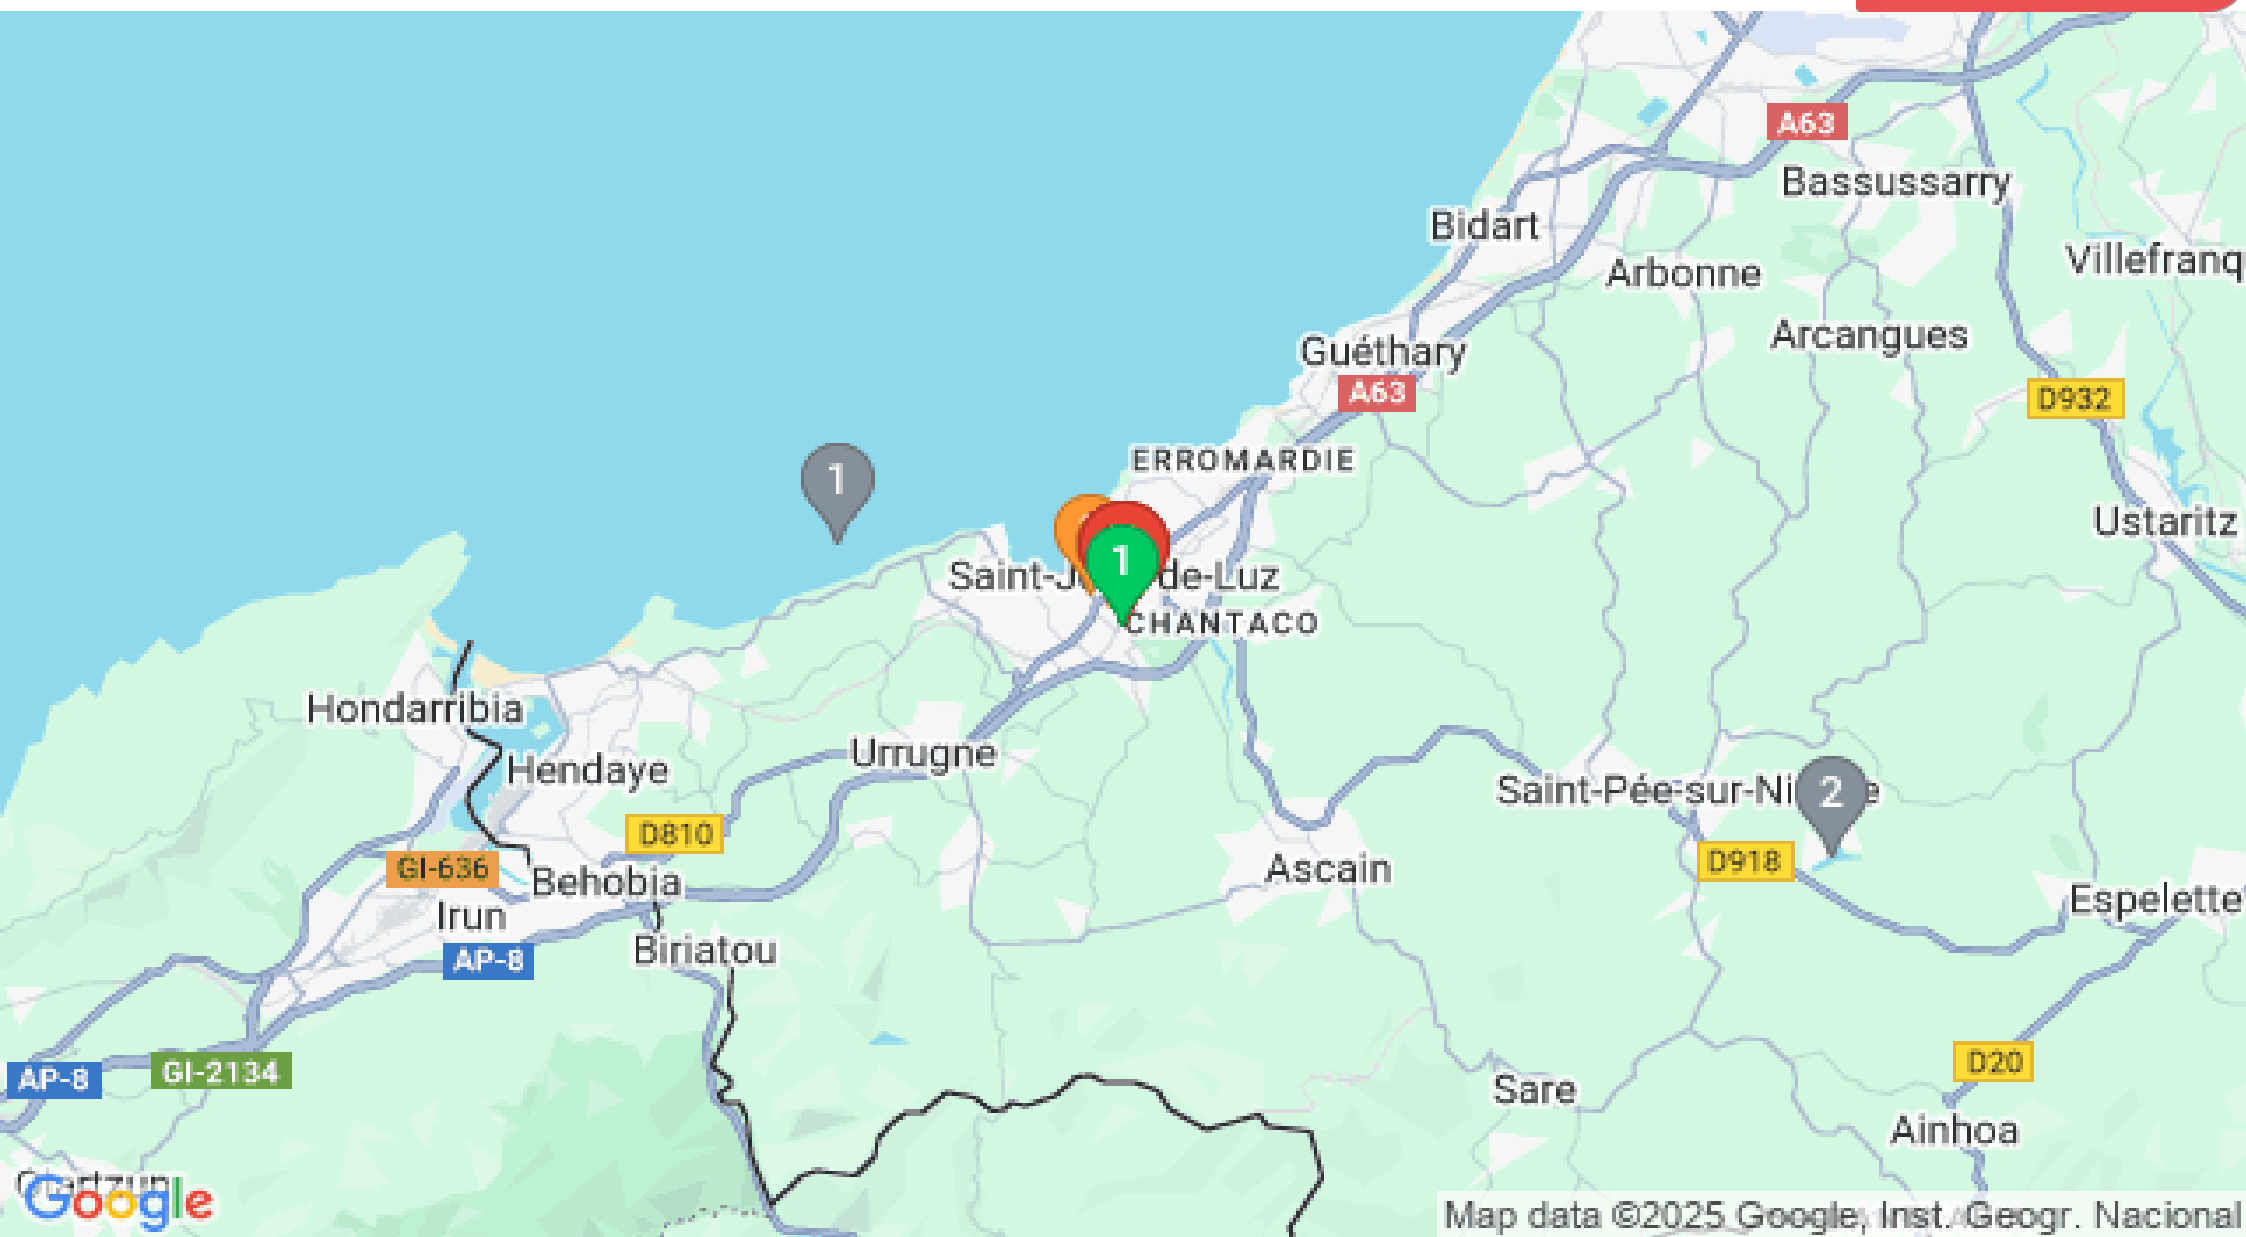 A63
Bassussarry
Bidart
Villefranq
Arbonne
Arcangues
Guéthary
A63
D932
ERROMARDIE
1
Ustaritz
1
Saint-J de-Luz
CHANTACO
Hondarribia
Urrugne
Hendaye
Saint-Pée-sur-Ni e
2
D810
D918
GI-636
Ascain
Behobia
Espelette
Irun
Biriatou
AP-8
D20
GI-2134
AP-8
Sare
Ainhoa
Google
Map data ©2025 Google, Inst. Geogr. Nacional